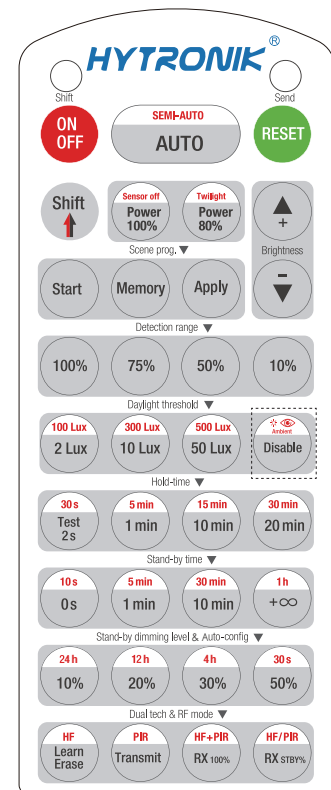 HYTRONIK®
Shift
Send
ON
OFF
SEMI-AUTO
AUTO
RESET
Shift
Sensor off
Power
100%
Twilight
Power
80%
+
Scene prog. ▼
Brightness
Start
Memory
Apply
−
Detection range ▼
100%
75%
50%
10%
Daylight threshold ▼
100 Lux
2 Lux
300 Lux
10 Lux
500 Lux
50 Lux
Ambient
Disable
Hold-time ▼
30 s
Test
2 s
5 min
1 min
15 min
10 min
30 min
20 min
Stand-by time ▼
10 s
0 s
5 min
1 min
30 min
10 min
1 h
+∞
Stand-by dimming level & Auto-config ▼
24 h
10%
12 h
20%
4 h
30%
30 s
50%
Dual tech & RF mode ▼
HF
Learn
Erase
PIR
Transmit
HF+PIR
RX 100%
HF/PIR
RX STBY%